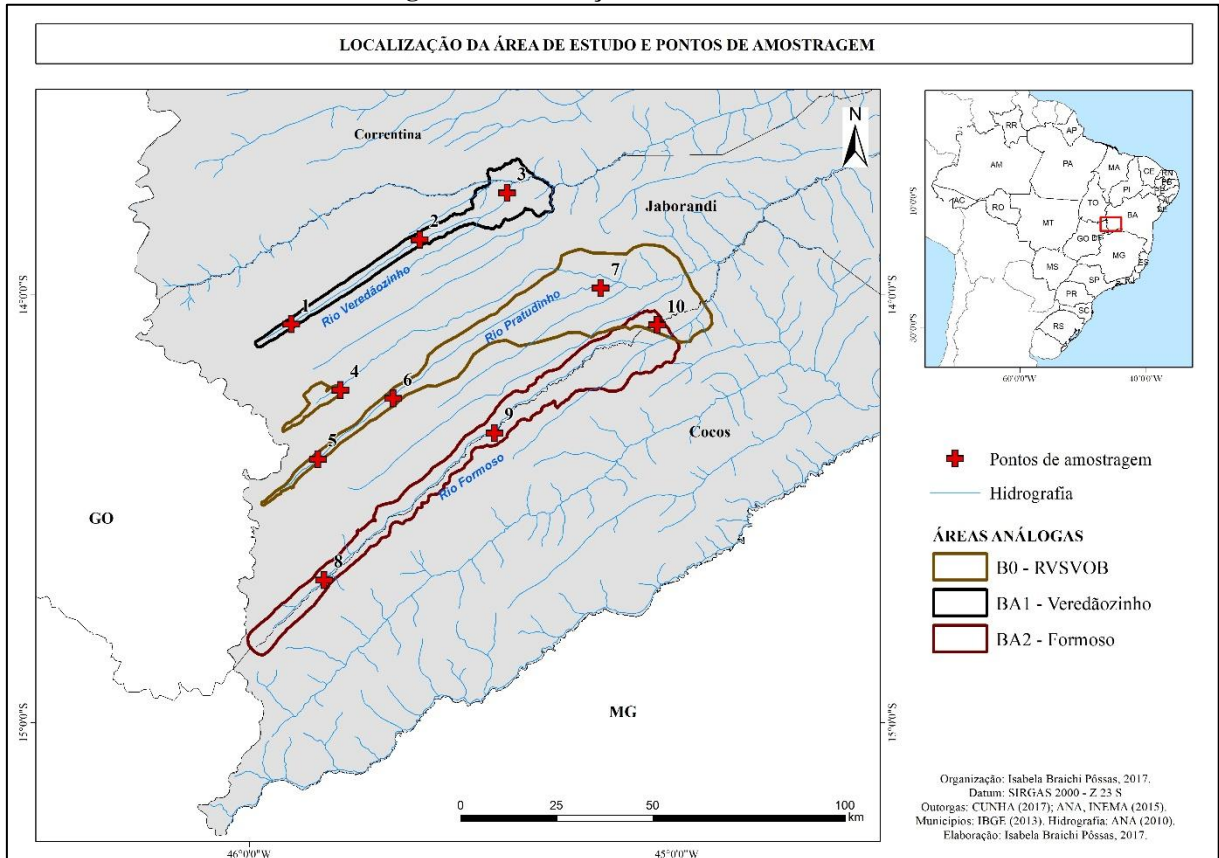 LOCALIZAÇÃO DA ÁREA DE ESTUDO E PONTOS DE AMOSTRAGEM
Correntina
N
3
2
Jaborandi
Rio Veredãozinho
1
7
Rio Pratudinho
10
4
6
9
Cocos
5
Rio Formoso
GO
8
MG
14°0'0"S
14°0'0"S
15°0'0"S
15°0'0"S
46°0'0"W
45°0'0"W
0 25 50 100
km
RR
AP
AM
PA
MA
CE
RN
PI
AC
TO
RO
BA
MT
GO
DF
MG
ES
MS
SP
RJ
PR
SC
RS
10°0'0"S
30°0'0"S
60°0'0"W
40°0'0"W
Pontos de amostragem
Hidrografia
ÁREAS ANÁLOGAS
B0 - RVSVOB
BA1 - Veredãozinho
BA2 - Formoso
Organização: Isabela Braichi Pôssas, 2017.
Datum: SIRGAS 2000 - Z 23 S
Outorgas: CUNHA (2017); ANA, INEMA (2015).
Municípios: IBGE (2013). Hidrografia: ANA (2010).
Elaboração: Isabela Braichi Pôssas, 2017.